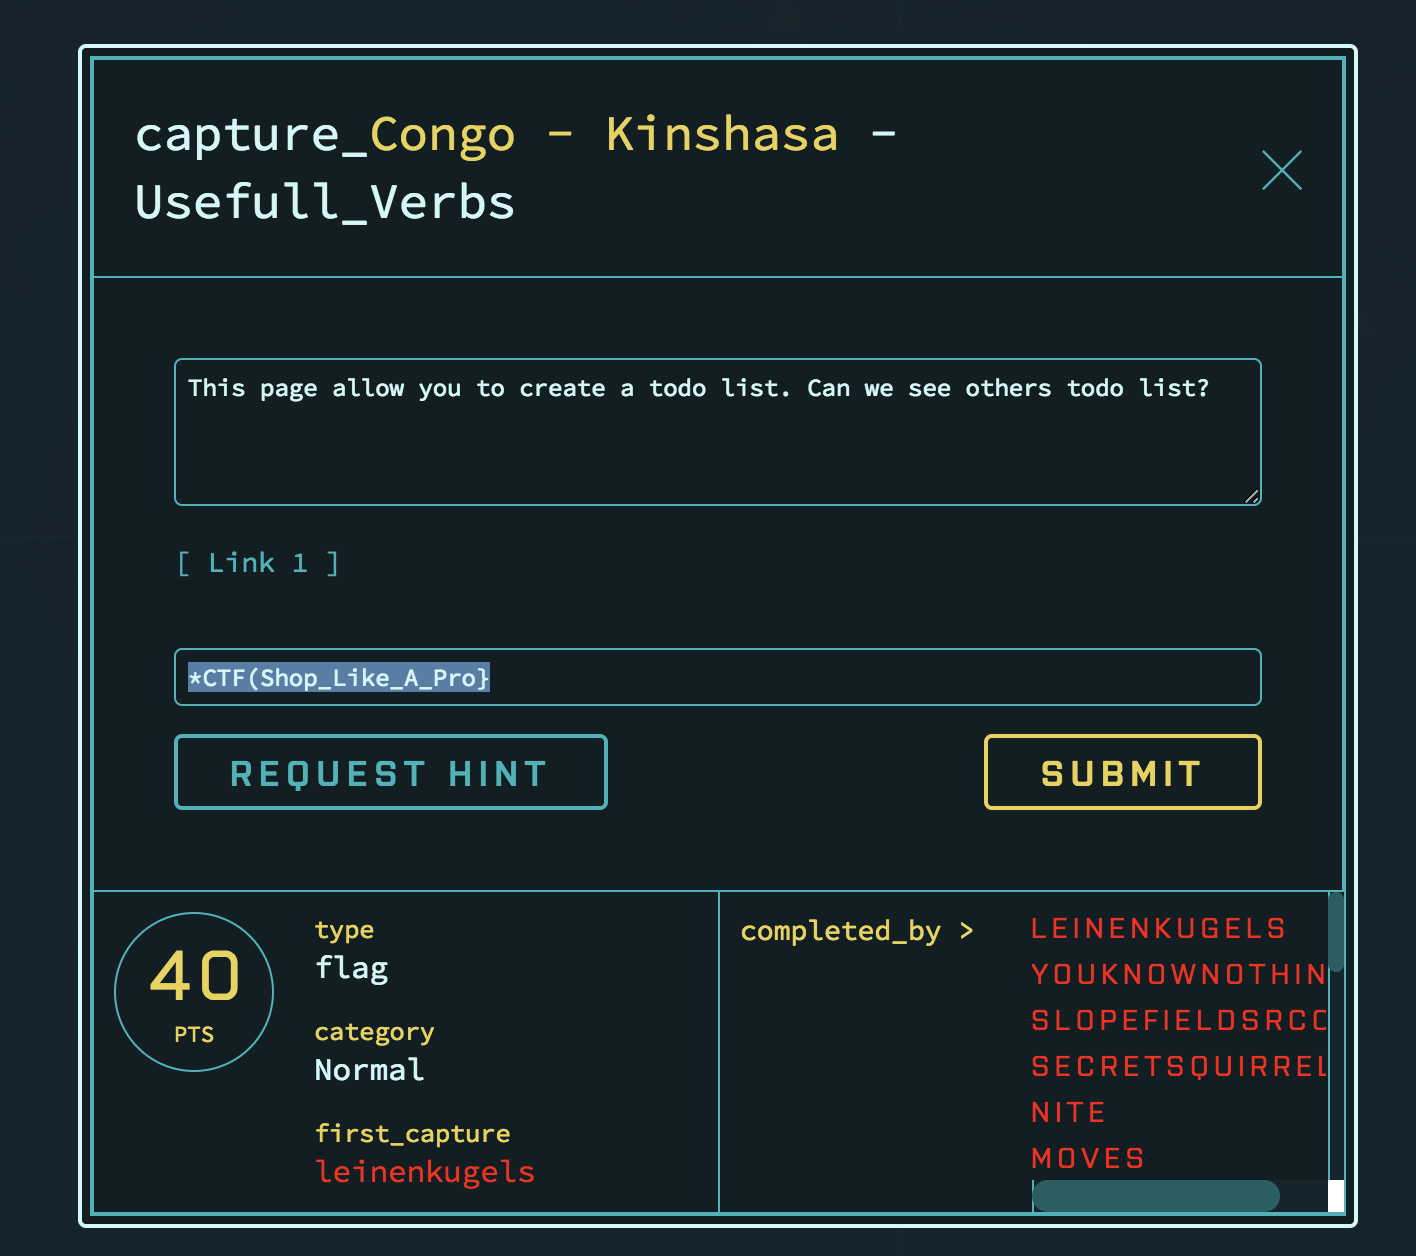 capture_Congo - Kinshasa -
Usefull_Verbs
This page allow you to create a todo list. Can we see others todo list?
[ Link 1 ]
*CTF(Shop_Like_A_Pro}
REQUEST HINT
SUBMIT
40
PTS
type
flag
category
Normal
first_capture
leinenkugels
completed_by >
LEINENKUGELS
YOUKNOWNOTHIN
SLOPEFIELDSRCC
SECRETSQUIRREL
NITE
MOVES